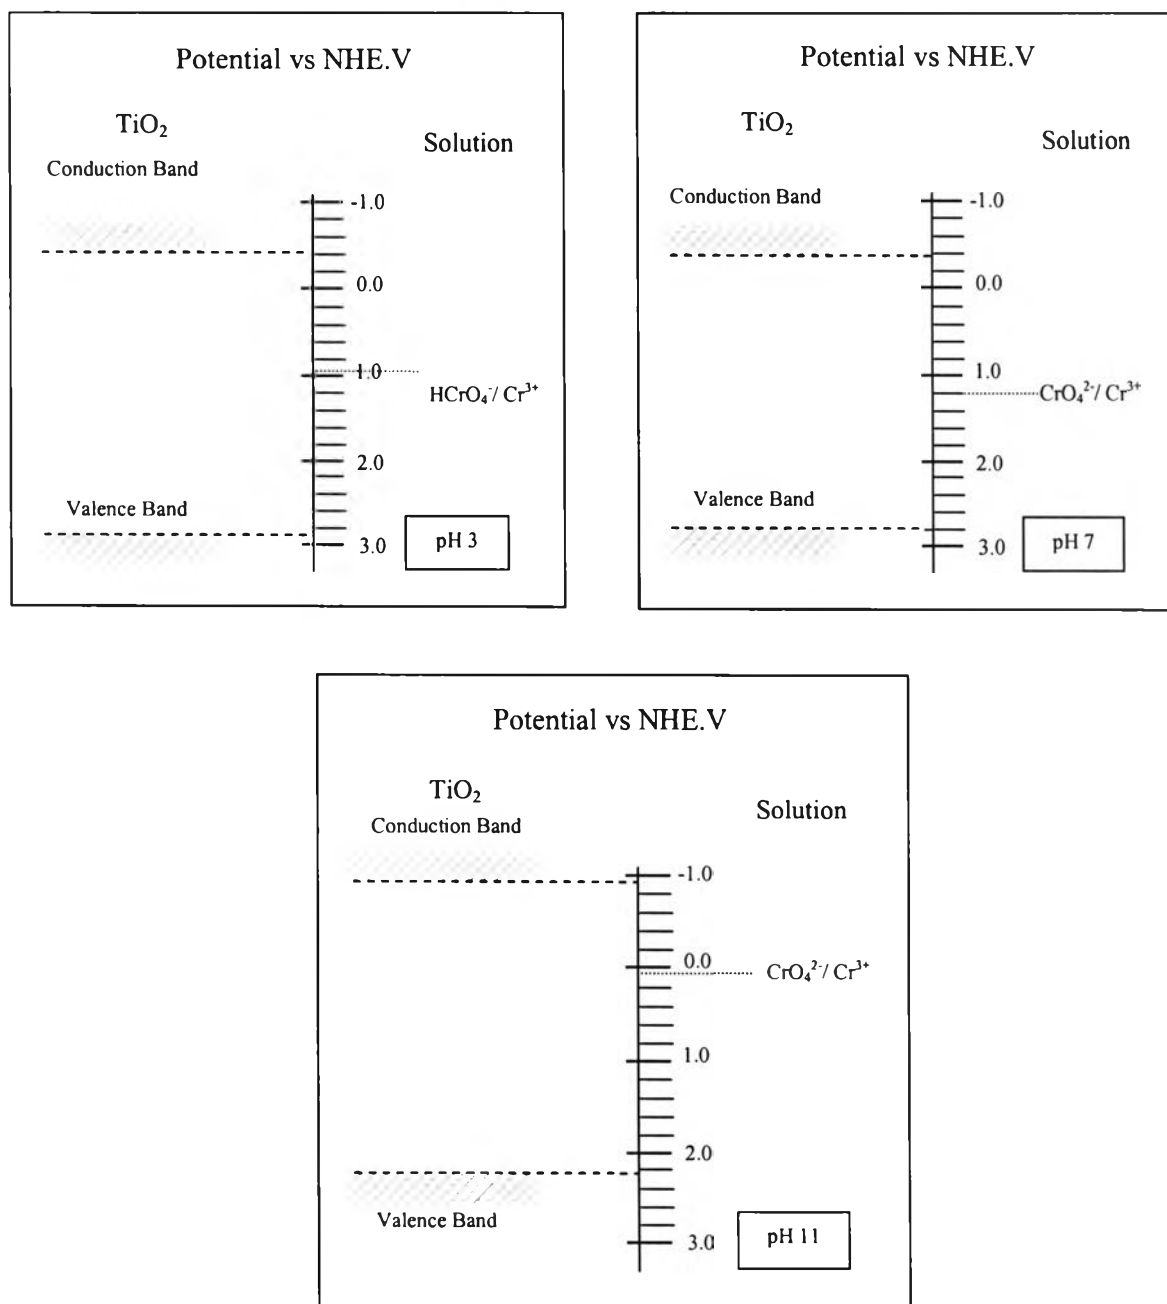 Potential vs NHE.V
TiO₂
Solution
Conduction Band
-1.0
0.0
1.0
HCrO₄⁻/ Cr³⁺
2.0
Valence Band
3.0
pH 3
Potential vs NHE.V
TiO₂
Solution
Conduction Band
-1.0
0.0
1.0
CrO₄²⁻/ Cr³⁺
2.0
Valence Band
3.0
pH 7
Potential vs NHE.V
TiO₂
Solution
Conduction Band
-1.0
0.0
CrO₄²⁻/ Cr³⁺
1.0
2.0
Valence Band
3.0
pH 11